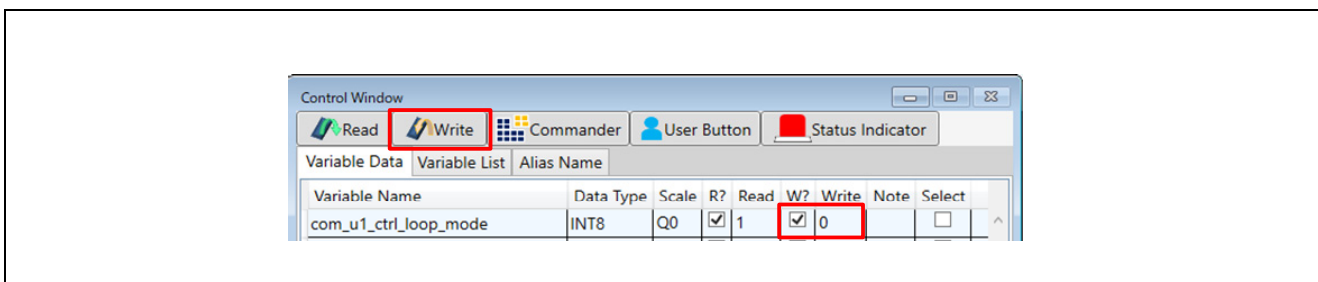 Control Window
Read Write Commander User Button Status Indicator
Variable Data Variable List Alias Name
Variable Name Data Type Scale R? Read W? Write Note Select
com_u1_ctrl_loop_mode INT8 Q0 1 0